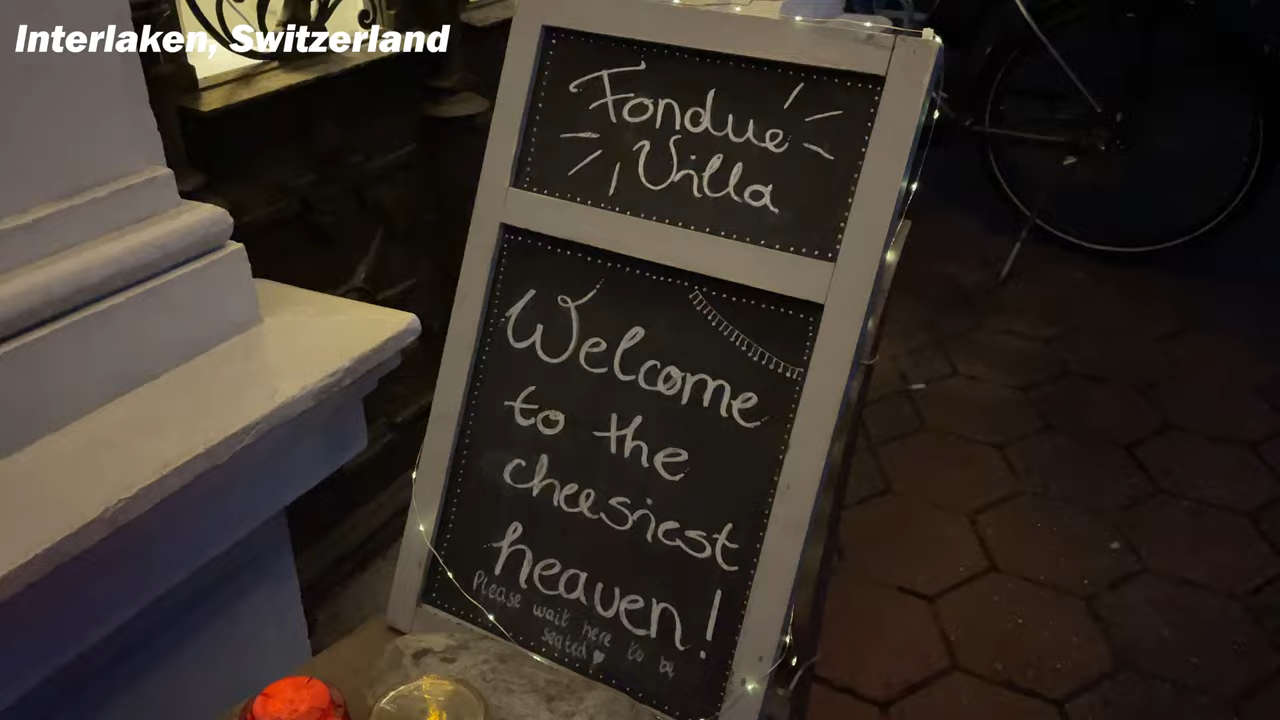 Interlaken, Switzerland
Fondue
Villa
Welcome
to the
cheesiest
heaven!
Please wait here to be
seated